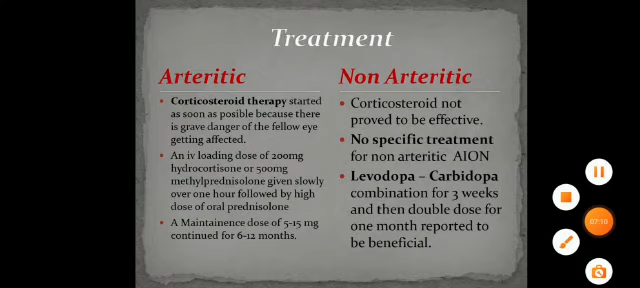 Treatment
Arteritic
Corticosteroid therapy started
as soon as posible because there
is grave danger of the fellow eye
getting affected.
An iv loading dose of 200mg
hydrocortisone or 500mg
methylprednisolone given slowly
over one hour followed by high
dose of oral prednisolone
A Maintainence dose of 5-15 mg
continued for 6-12 months.
Non Arteritic
Corticosteroid not
proved to be effective.
No specific treatment
for non arteritic AION
Levodopa – Carbidopa
combination for 3 weeks
and then double dose for
one month reported to
be beneficial.
07:10